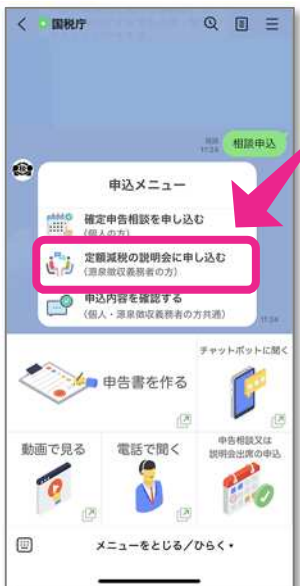 国税庁
既読
11:24
相談申込
申込メニュー
確定申告相談を申し込む
(個人の方)
定額減税の説明会に申し込む
(源泉徴収義務者の方)
申込内容を確認する
(個人・源泉徴収義務者の方共通)
11:24
申告書を作る
チャットボットに聞く
動画で見る
電話で聞く
申告相談又は
説明会出席の申込
メニューをとじる/ひらく